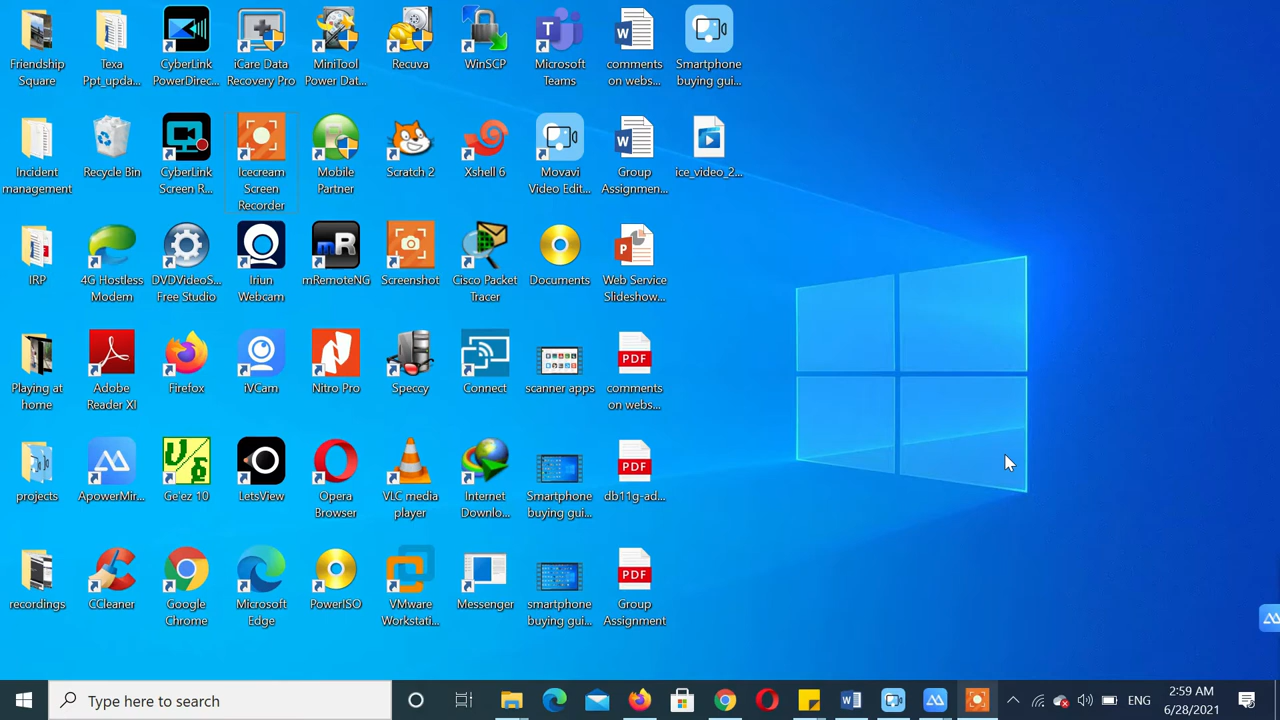 Friendship
Square
Texa
Ppt_upda...
CyberLink
PowerDirec...
iCare Data
Recovery Pro
MiniTool
Power Dat...
Recuva
WinSCP
Microsoft
Teams
comments
on webs...
Smartphone
buying gui...
Incident
management
Recycle Bin
CyberLink
Screen R...
Icecream
Screen
Recorder
Mobile
Partner
Scratch 2
Xshell 6
Movavi
Video Edit...
Group
Assignmen...
ice_video_2...
IRP
4G Hostless
Modem
DVDVideoS...
Free Studio
Iriun
Webcam
mR
mRemoteNG
Screenshot
Cisco Packet
Tracer
Documents
Web Service
Slideshow...
Playing at
home
Adobe
Reader XI
Firefox
iVCam
Nitro Pro
Speccy
Connect
scanner apps
PDF
comments
on webs...
projects
ApowerMir...
Ge'ez 10
LetsView
Opera
Browser
VLC media
player
Internet
Downlo...
Smartphone
buying gui...
PDF
db11g-ad...
recordings
CCleaner
Google
Chrome
Microsoft
Edge
PowerISO
VMware
Workstati...
Messenger
smartphone
buying gui...
PDF
Group
Assignment
Type here to search
ENG
2:59 AM
6/28/2021